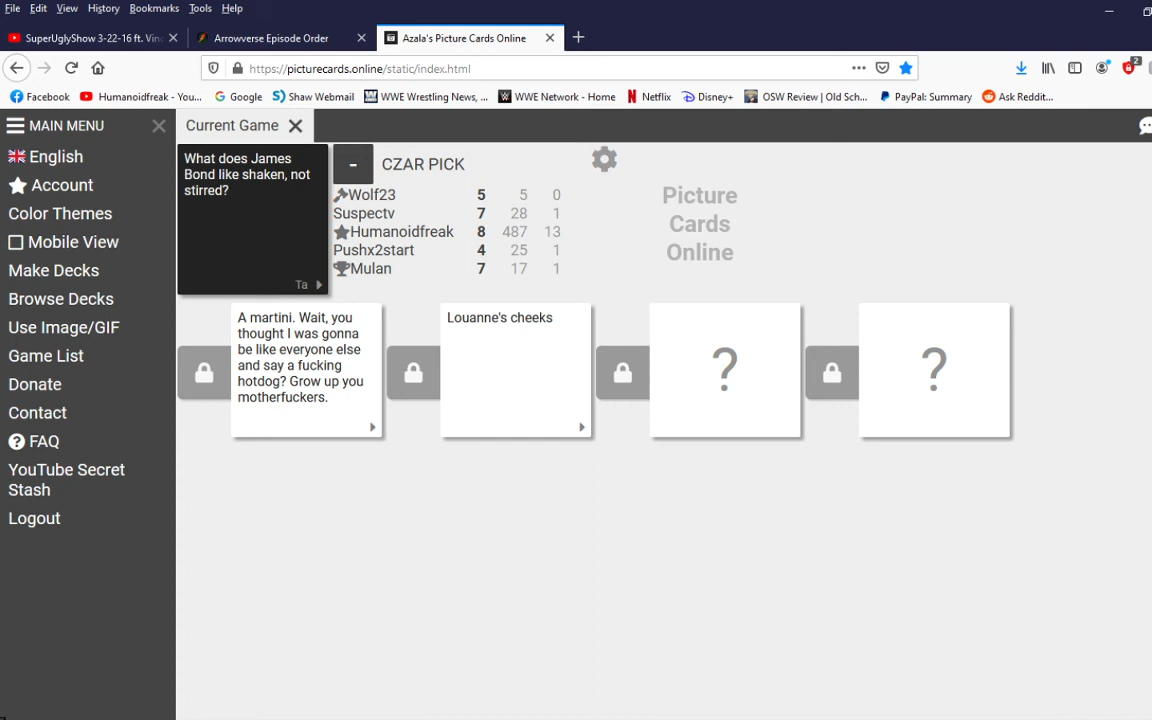 File Edit View History Bookmarks Tools Help
SuperUglyShow 3-22-16 ft. Vinc
Arrowverse Episode Order
Azala's Picture Cards Online
https://picturecards.online/static/index.html
2
Facebook
Humanoidfreak - You...
Google
Shaw Webmail
WWE Wrestling News, ...
WWE Network - Home
Netflix
Disney+
OSW Review | Old Sch...
PayPal: Summary
Ask Reddit...
MAIN MENU
Current Game
English
Account
Color Themes
Mobile View
Make Decks
Browse Decks
Use Image/GIF
Game List
Donate
Contact
FAQ
YouTube Secret
Stash
Logout
What does James
Bond like shaken, not
stirred?
Ta
-
CZAR PICK
Wolf23 5 5 0
Suspectv 7 28 1
Humanoidfreak 8 487 13
Pushx2start 4 25 1
Mulan 7 17 1
Picture
Cards
Online
A martini. Wait, you
thought I was gonna
be like everyone else
and say a fucking
hotdog? Grow up you
motherfuckers.
Louanne's cheeks
?
?